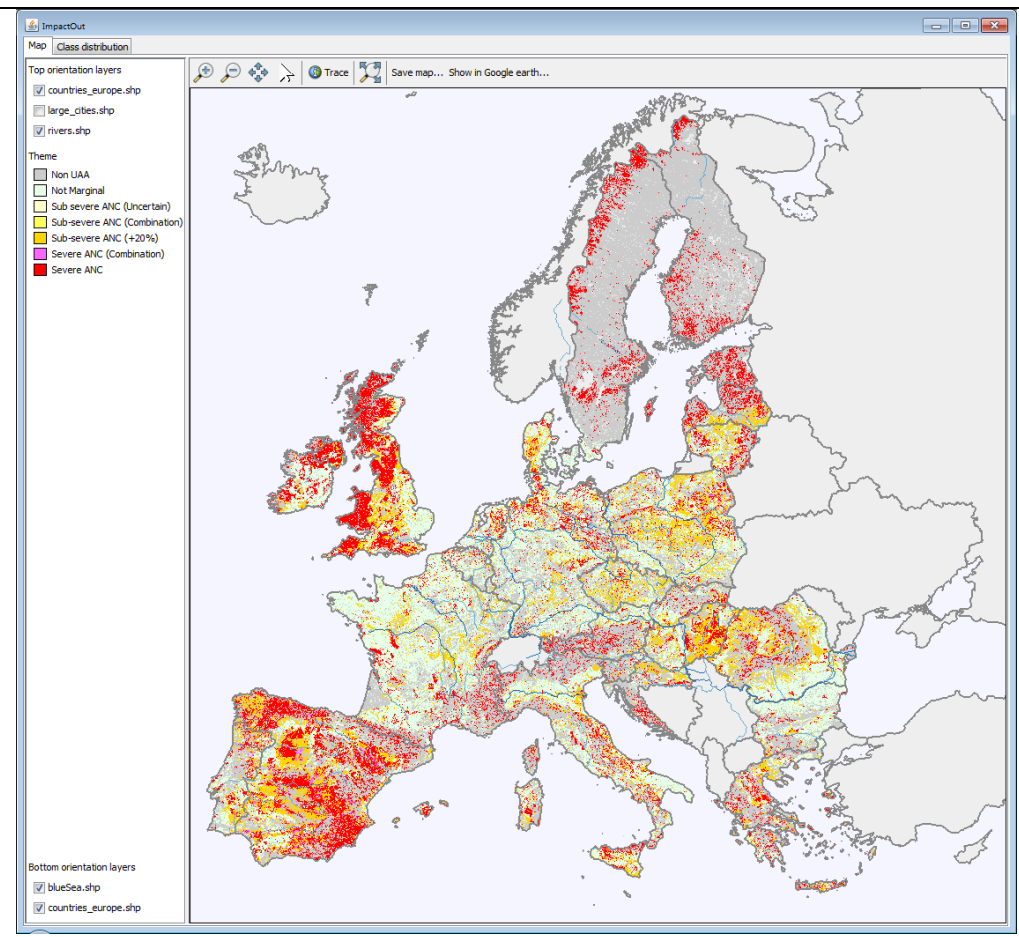 ImpactOut
Map Class distribution
Top orientation layers
countries_europe.shp
large_cities.shp
rivers.shp
Theme
Non UAA
Not Marginal
Sub severe ANC (Uncertain)
Sub-severe ANC (Combination)
Sub-severe ANC (+20%)
Severe ANC (Combination)
Severe ANC
Trace Save map... Show in Google earth...
Bottom orientation layers
blueSea.shp
countries_europe.shp